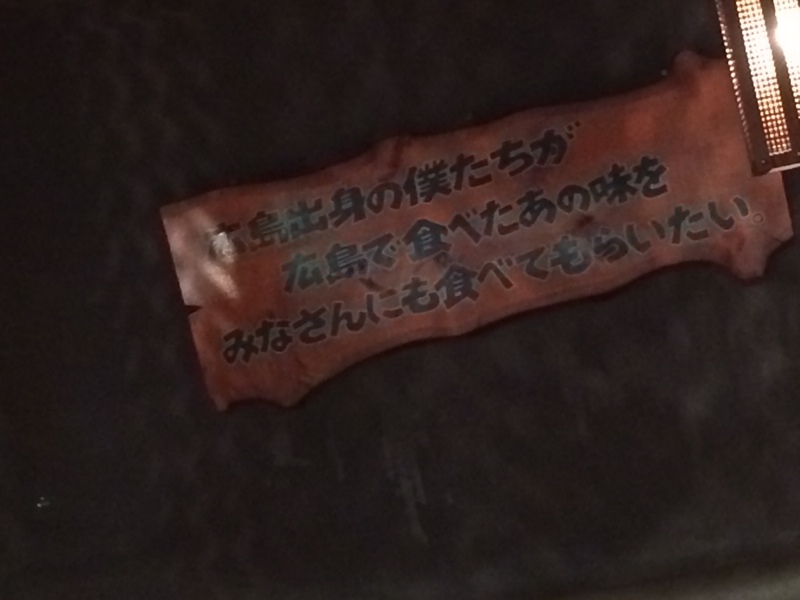 広島出身の僕たちが
広島で食べたあの味を
みなさんにも食べてもらいたい。